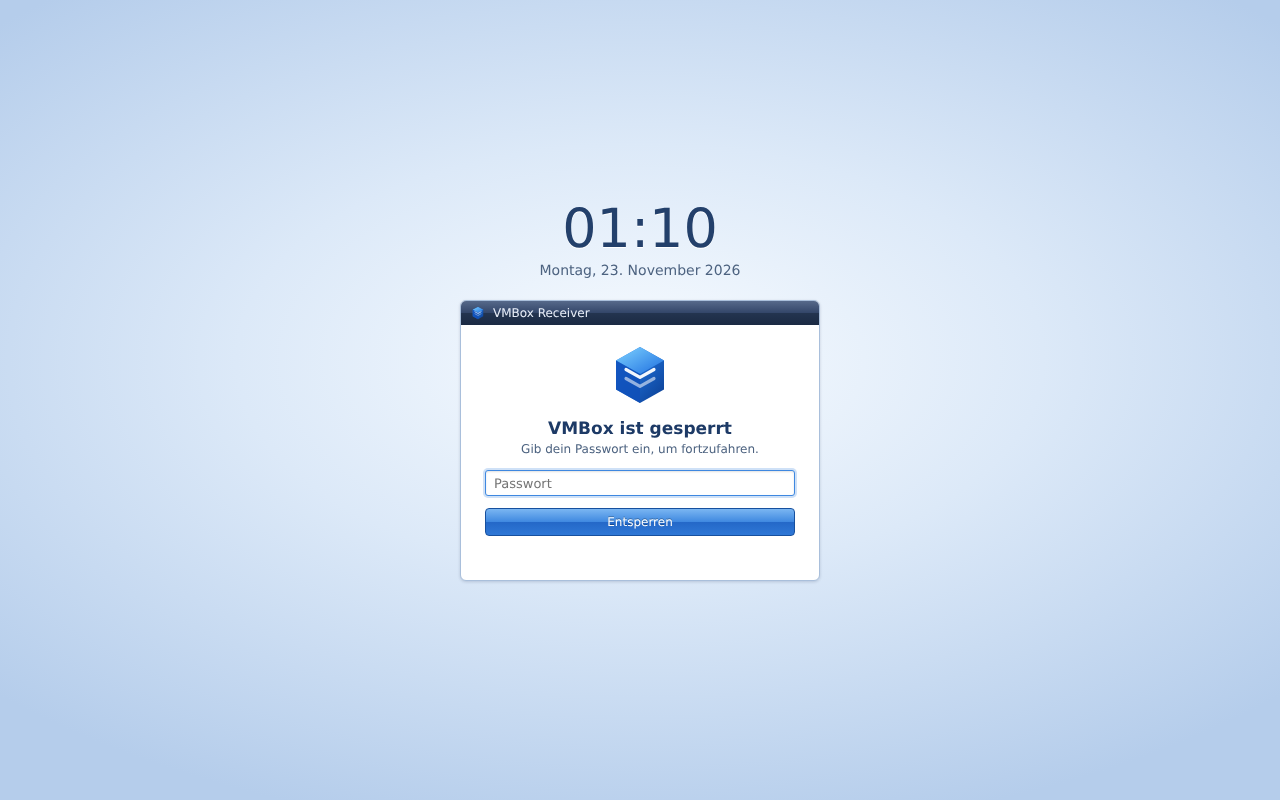 01:10
Montag, 23. November 2026
VMBox Receiver
VMBox ist gesperrt
Gib dein Passwort ein, um fortzufahren.
Passwort
Entsperren